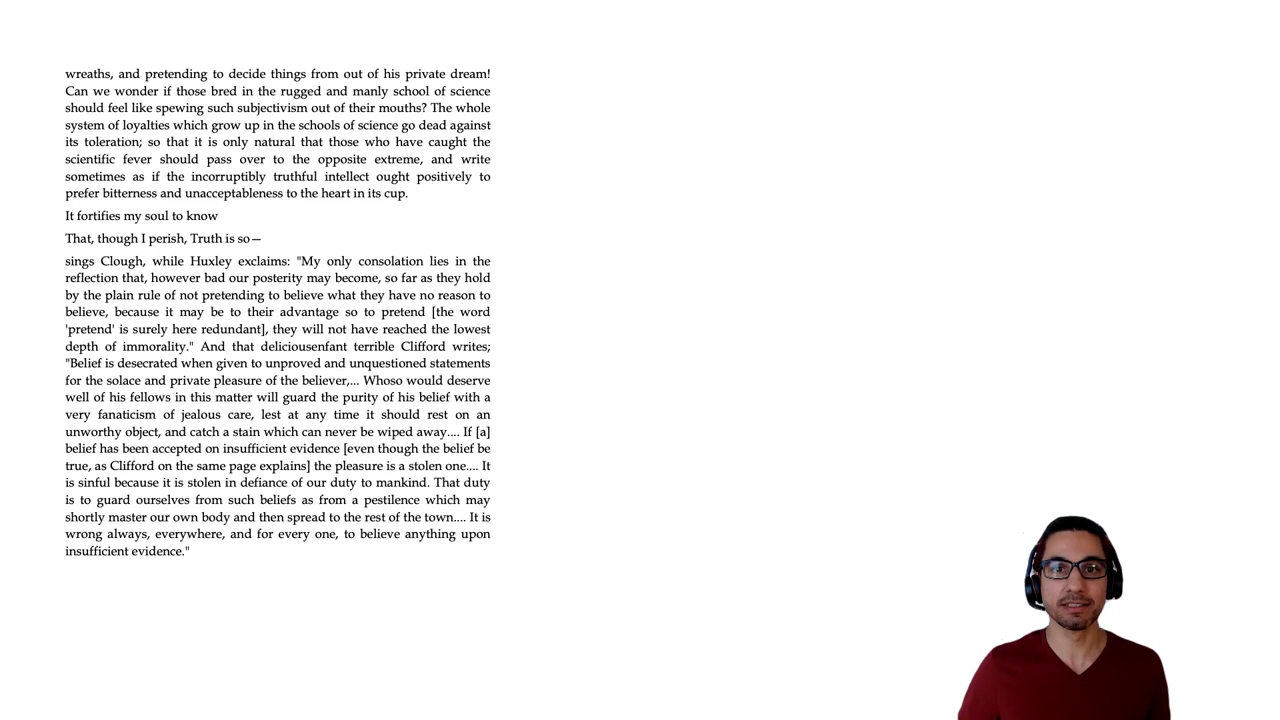 wreaths, and pretending to decide things from out of his private dream!
Can we wonder if those bred in the rugged and manly school of science
should feel like spewing such subjectivism out of their mouths? The whole
system of loyalties which grow up in the schools of science go dead against
its toleration; so that it is only natural that those who have caught the
scientific fever should pass over to the opposite extreme, and write
sometimes as if the incorruptibly truthful intellect ought positively to
prefer bitterness and unacceptableness to the heart in its cup.
It fortifies my soul to know
That, though I perish, Truth is so—
sings Clough, while Huxley exclaims: "My only consolation lies in the
reflection that, however bad our posterity may become, so far as they hold
by the plain rule of not pretending to believe what they have no reason to
believe, because it may be to their advantage so to pretend [the word
'pretend' is surely here redundant], they will not have reached the lowest
depth of immorality." And that deliciousenfant terrible Clifford writes;
"Belief is desecrated when given to unproved and unquestioned statements
for the solace and private pleasure of the believer,... Whoso would deserve
well of his fellows in this matter will guard the purity of his belief with a
very fanaticism of jealous care, lest at any time it should rest on an
unworthy object, and catch a stain which can never be wiped away.... If [a]
belief has been accepted on insufficient evidence [even though the belief be
true, as Clifford on the same page explains] the pleasure is a stolen one.... It
is sinful because it is stolen in defiance of our duty to mankind. That duty
is to guard ourselves from such beliefs as from a pestilence which may
shortly master our own body and then spread to the rest of the town.... It is
wrong always, everywhere, and for every one, to believe anything upon
insufficient evidence."